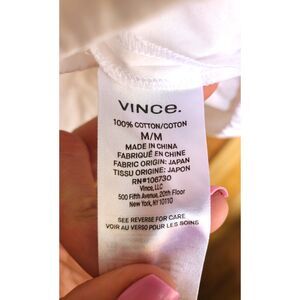 VINCE.
100% COTTON/COTON
M/M
MADE IN CHINA
FABRIQUÉ EN CHINE
FABRIC ORIGIN: JAPAN
TISSU ORIGINE: JAPON
RN#106730
Vince, LLC
500 Fifth Avenue, 20th Floor
New York, NY 10110
SEE REVERSE FOR CARE
VOIR AU VERSO POUR LES SOINS